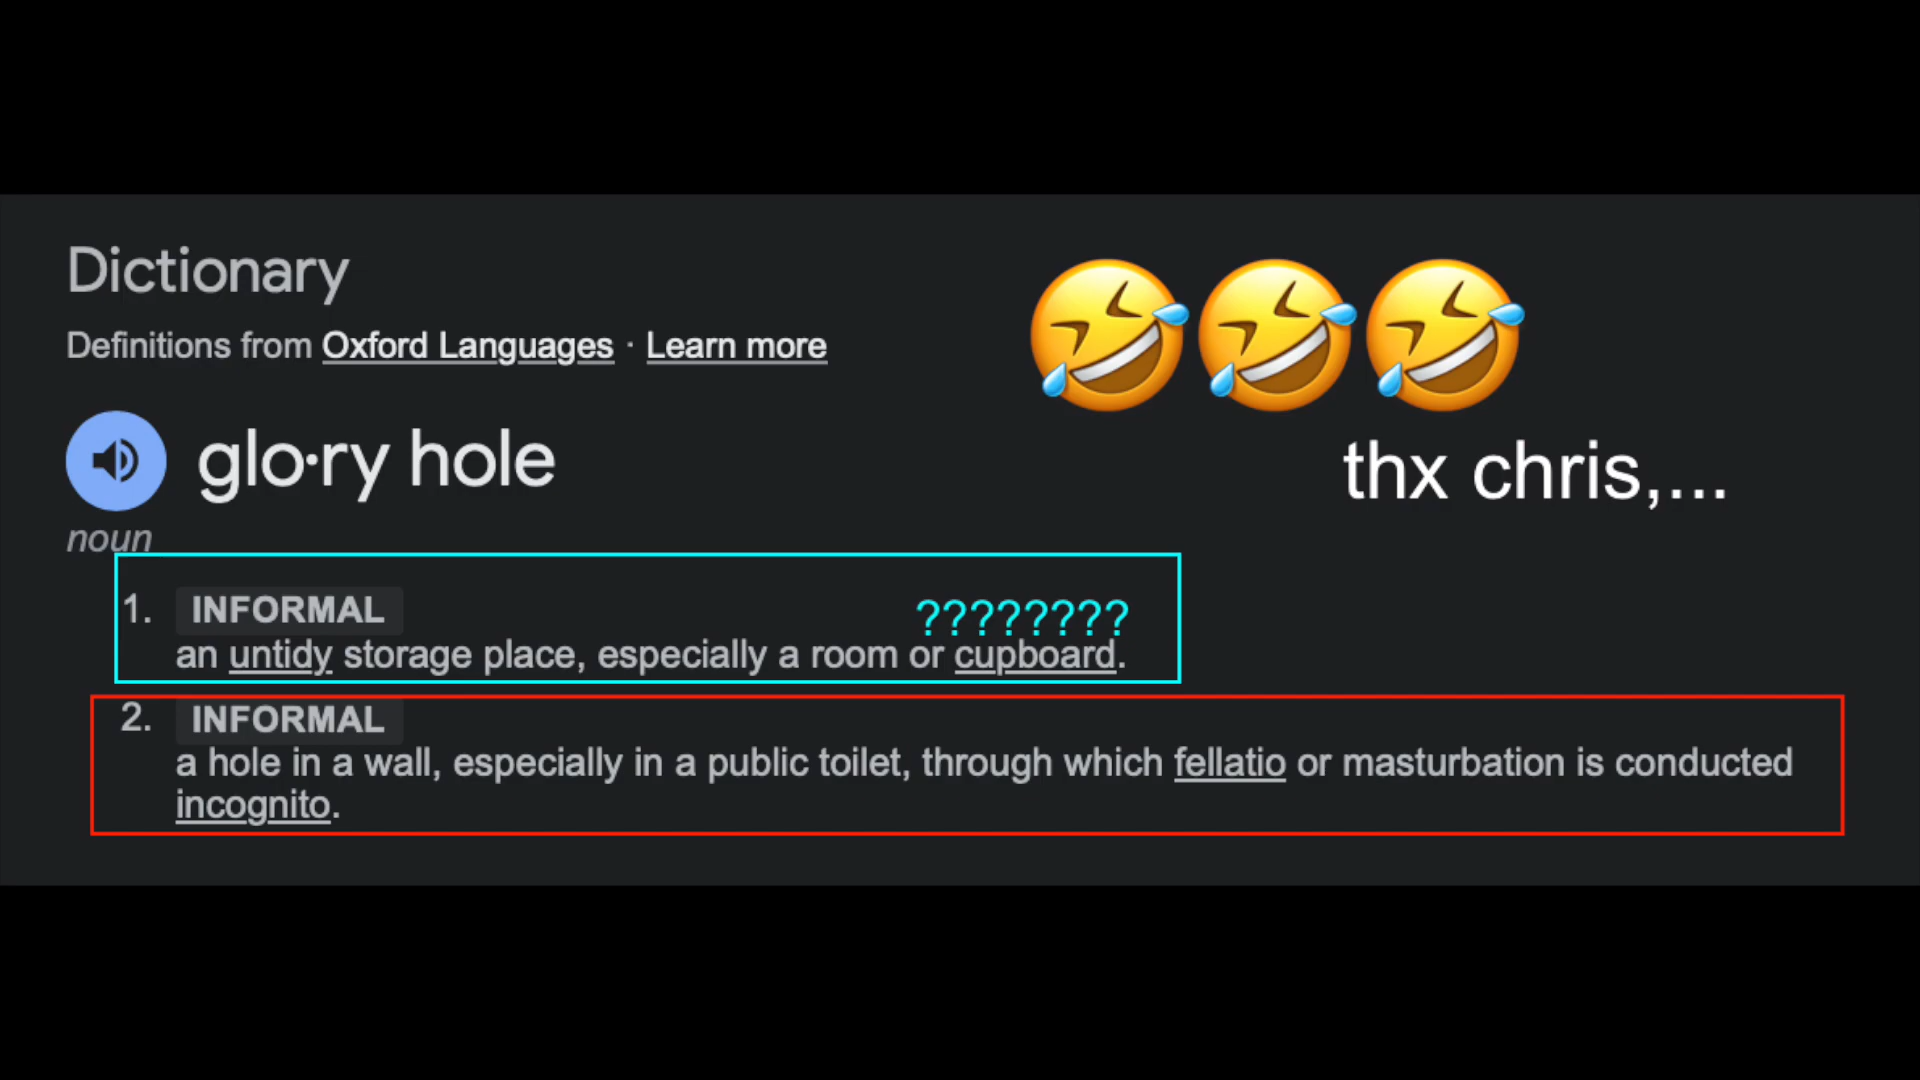 Dictionary
Definitions from Oxford Languages · Learn more
glo·ry hole
thx chris,...
noun
1. INFORMAL
????????
an untidy storage place, especially a room or cupboard.
2. INFORMAL
a hole in a wall, especially in a public toilet, through which fellatio or masturbation is conducted
incognito.